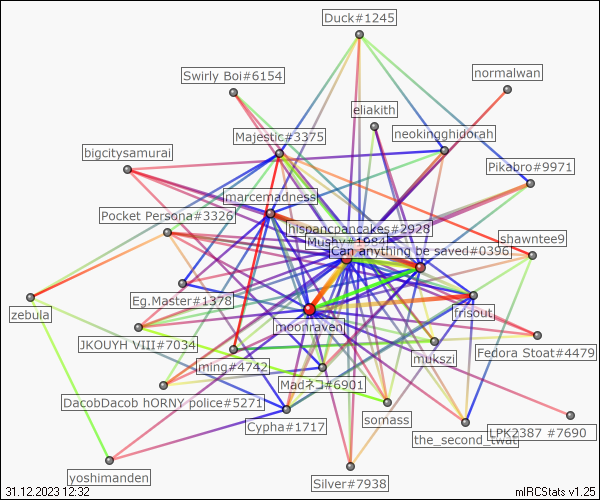 Duck#1245
Swirly Boi#6154
normalwan
eliakith
neokingghidorah
Majestic#3375
bigcitysamurai
Pikabro#9971
marcemadness
Pocket Persona#3326
hispancpancakes#2928
Mushy#1984
shawntee9
Can anything be saved#0396
Eg.Master#1378
zebula
frisout
moonraven
JKOUYH VIII#7034
Fedora Stoat#4479
mukszi
ming#4742
Madネコ#6901
DacobDacob hORNY police#5271
somass
Cypha#1717
LPK2387 #7690
the_second_twat
yoshimanden
Silver#7938
31.12.2023 12:32
mIRCStats v1.25